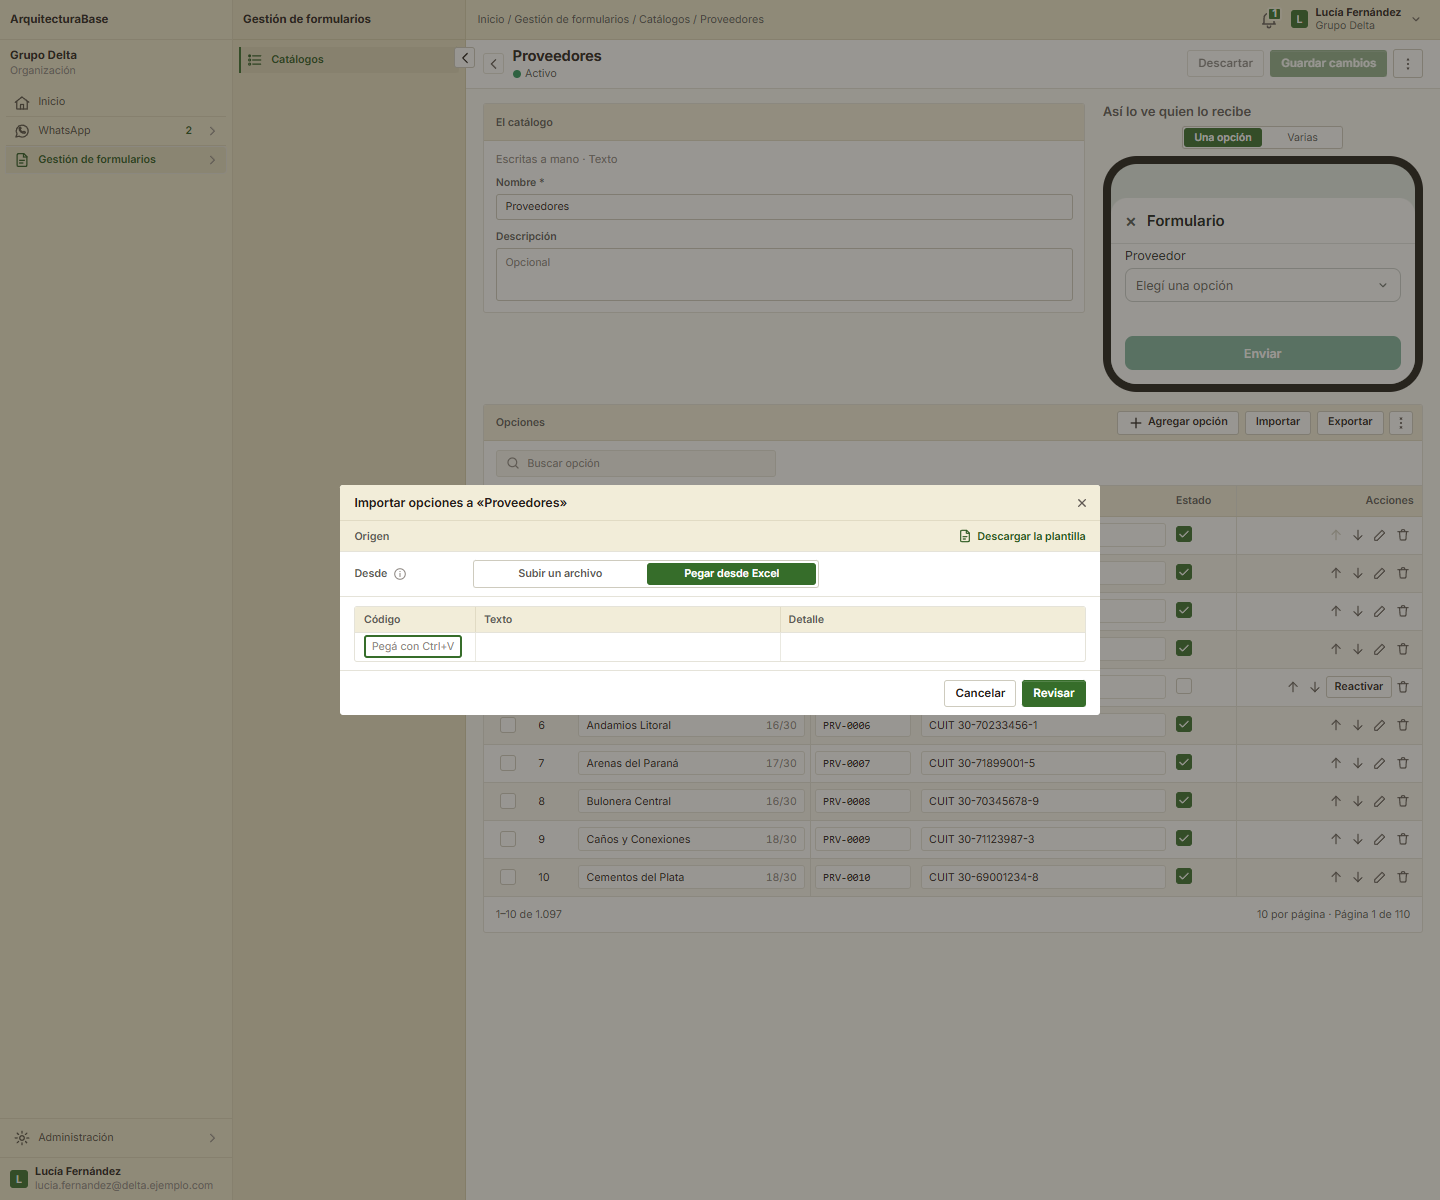 ArquitecturaBase
Gestión de formularios
Inicio / Gestión de formularios / Catálogos / Proveedores
1
L
Lucía Fernández
Grupo Delta
Grupo Delta
Organización
Inicio
WhatsApp 2
Gestión de formularios
Catálogos
Proveedores
Activo
Descartar
Guardar cambios
El catálogo
Escritas a mano · Texto
Nombre *
Proveedores
Descripción
Opcional
Así lo ve quien lo recibe
Una opción
Varias
Formulario
Proveedor
Elegí una opción
Enviar
Opciones
Agregar opción
Importar
Exportar
Buscar opción
Estado
Acciones
Reactivar
Importar opciones a «Proveedores»
Origen
Descargar la plantilla
Desde
Subir un archivo
Pegar desde Excel
Código Texto Detalle
Pegá con Ctrl+V
Cancelar
Revisar
6 Andamios Litoral 16/30 PRV-0006 CUIT 30-70233456-1
7 Arenas del Paraná 17/30 PRV-0007 CUIT 30-71899001-5
8 Bulonera Central 16/30 PRV-0008 CUIT 30-70345678-9
9 Caños y Conexiones 18/30 PRV-0009 CUIT 30-71123987-3
10 Cementos del Plata 18/30 PRV-0010 CUIT 30-69001234-8
1–10 de 1.097
10 por página · Página 1 de 110
Administración
L
Lucía Fernández
lucia.fernandez@delta.ejemplo.com